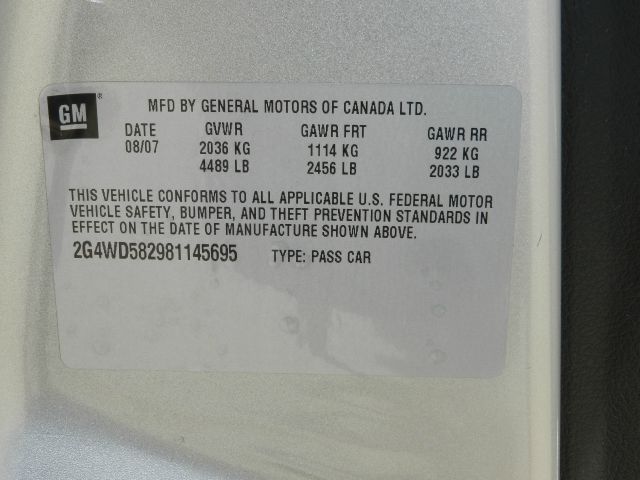 GM ® MFD BY GENERAL MOTORS OF CANADA LTD.
DATE GVWR GAWR FRT GAWR RR
08/07 2036 KG 1114 KG 922 KG
4489 LB 2456 LB 2033 LB
THIS VEHICLE CONFORMS TO ALL APPLICABLE U.S. FEDERAL MOTOR
VEHICLE SAFETY, BUMPER, AND THEFT PREVENTION STANDARDS IN
EFFECT ON THE DATE OF MANUFACTURE SHOWN ABOVE.
2G4WD582981145695 TYPE: PASS CAR